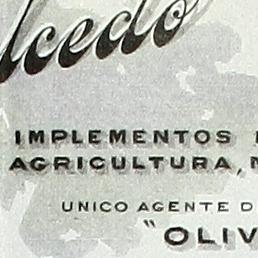 lcedo
IMPLEMENTOS
AGRICULTURA,
UNICO AGENTE D
"OLIV